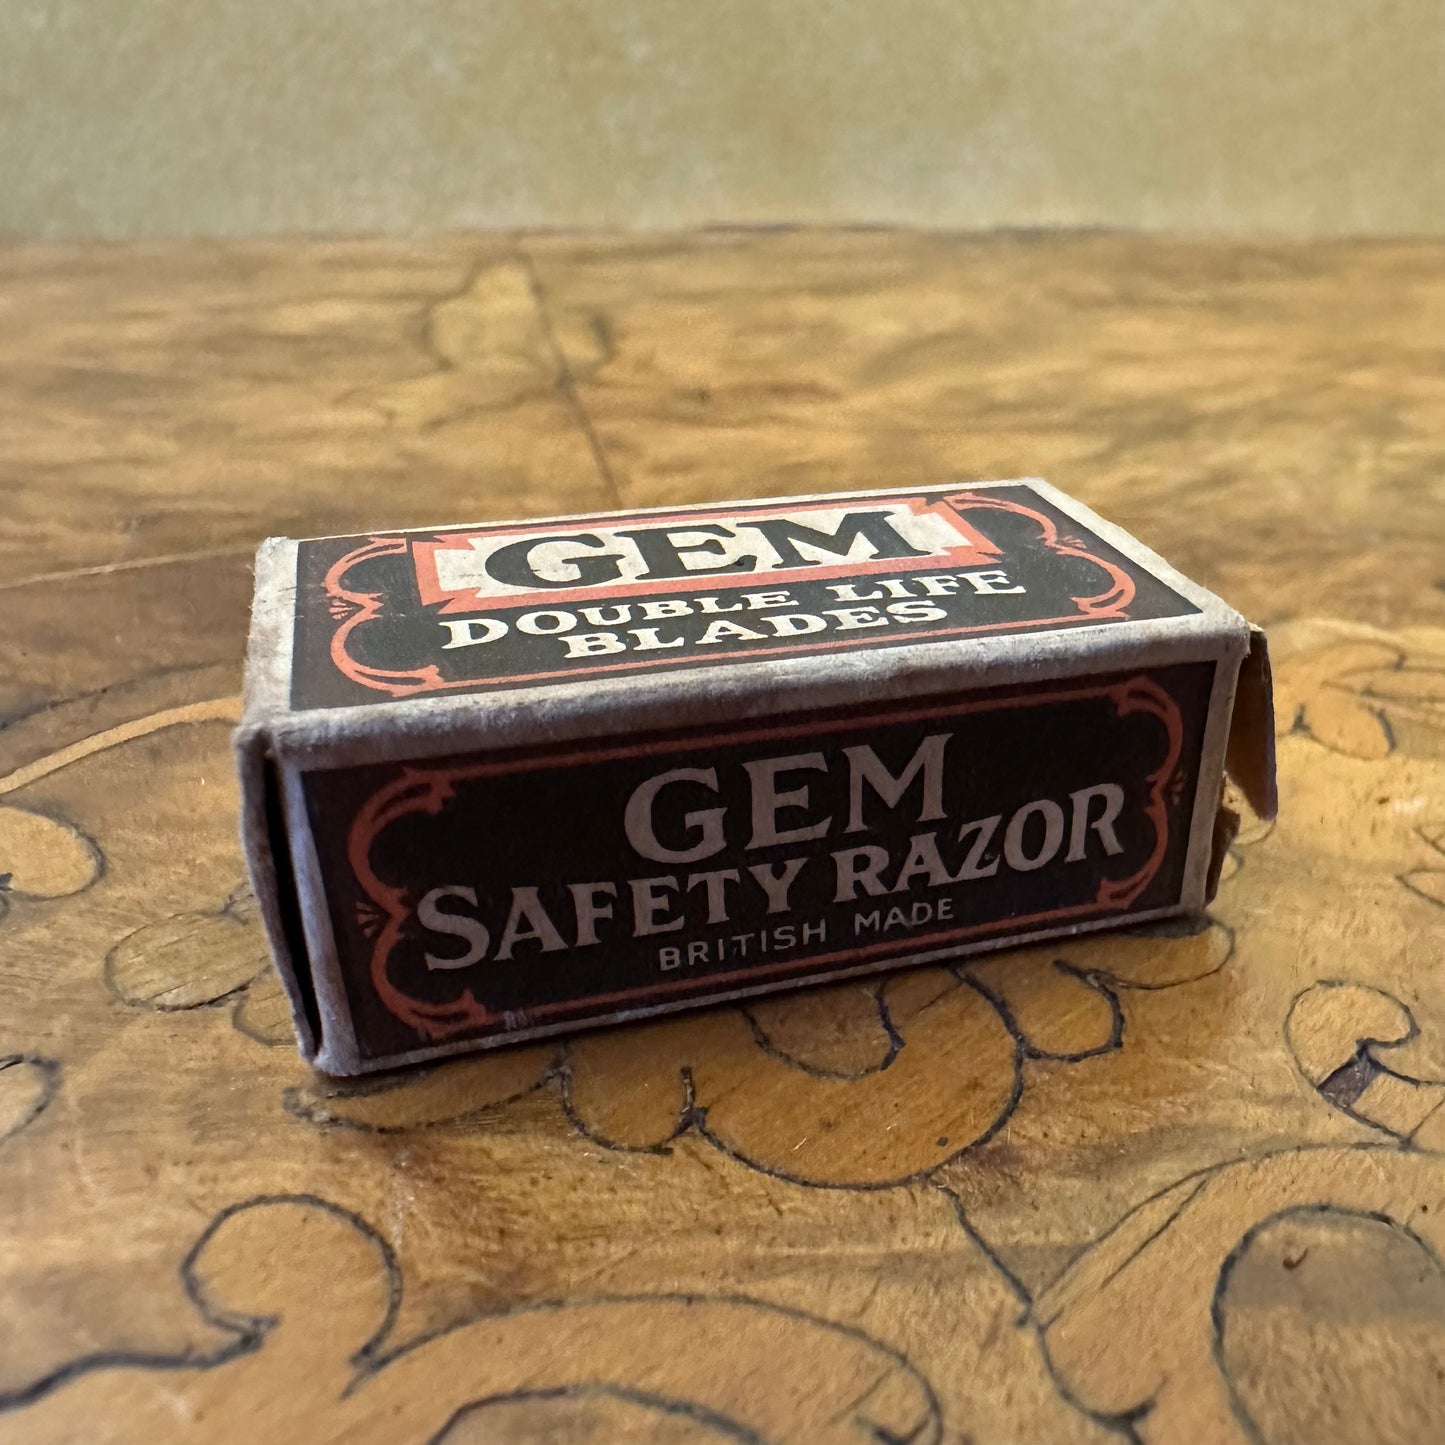 GEM
DOUBLE LIFE
BLADES
GEM
SAFETY RAZOR
BRITISH MADE